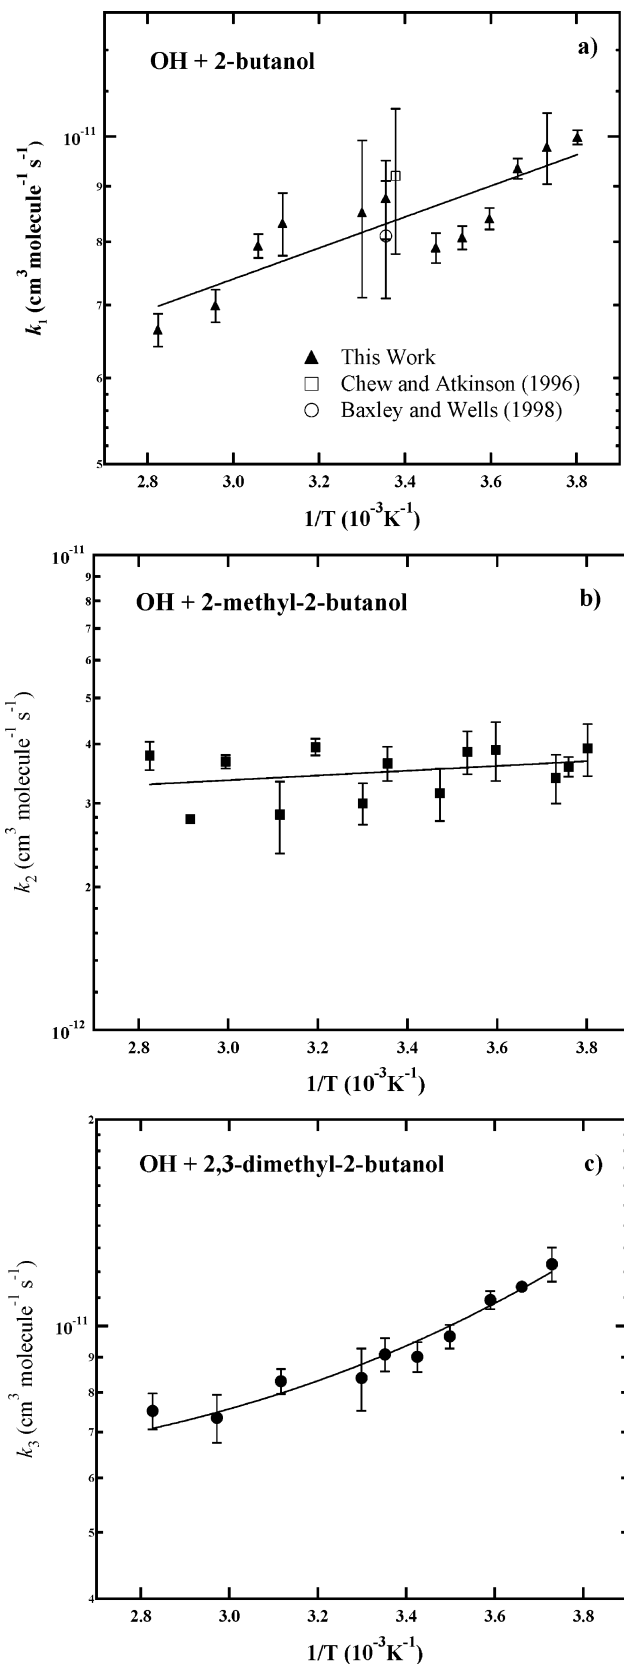 OH + 2-butanol
a)
10⁻¹¹
9
8
7
6
5
k₁ (cm³ molecule⁻¹ s⁻¹)
This Work
Chew and Atkinson (1996)
Baxley and Wells (1998)
2.8 3.0 3.2 3.4 3.6 3.8
1/T (10⁻³K⁻¹)
10⁻¹¹
OH + 2-methyl-2-butanol
b)
9
8
7
6
5
4
3
2
10⁻¹²
k₂ (cm³ molecule⁻¹ s⁻¹)
2.8 3.0 3.2 3.4 3.6 3.8
1/T (10⁻³K⁻¹)
2
OH + 2,3-dimethyl-2-butanol
c)
10⁻¹¹
9
8
7
6
5
4
k₃ (cm³ molecule⁻¹ s⁻¹)
2.8 3.0 3.2 3.4 3.6 3.8
1/T (10⁻³K⁻¹)